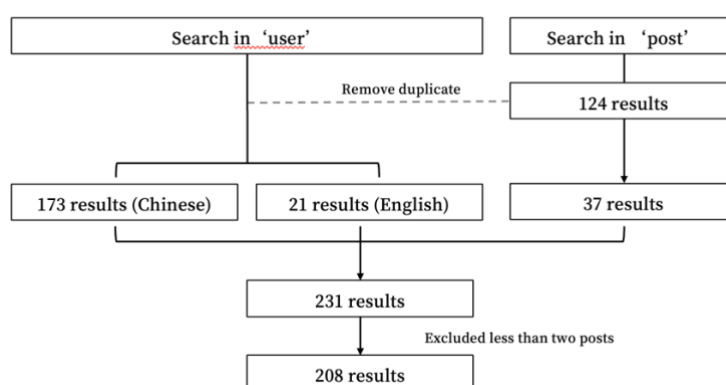 Search in ‘user’
Search in ‘post’
Remove duplicate
124 results
173 results (Chinese)
21 results (English)
37 results
231 results
Excluded less than two posts
208 results